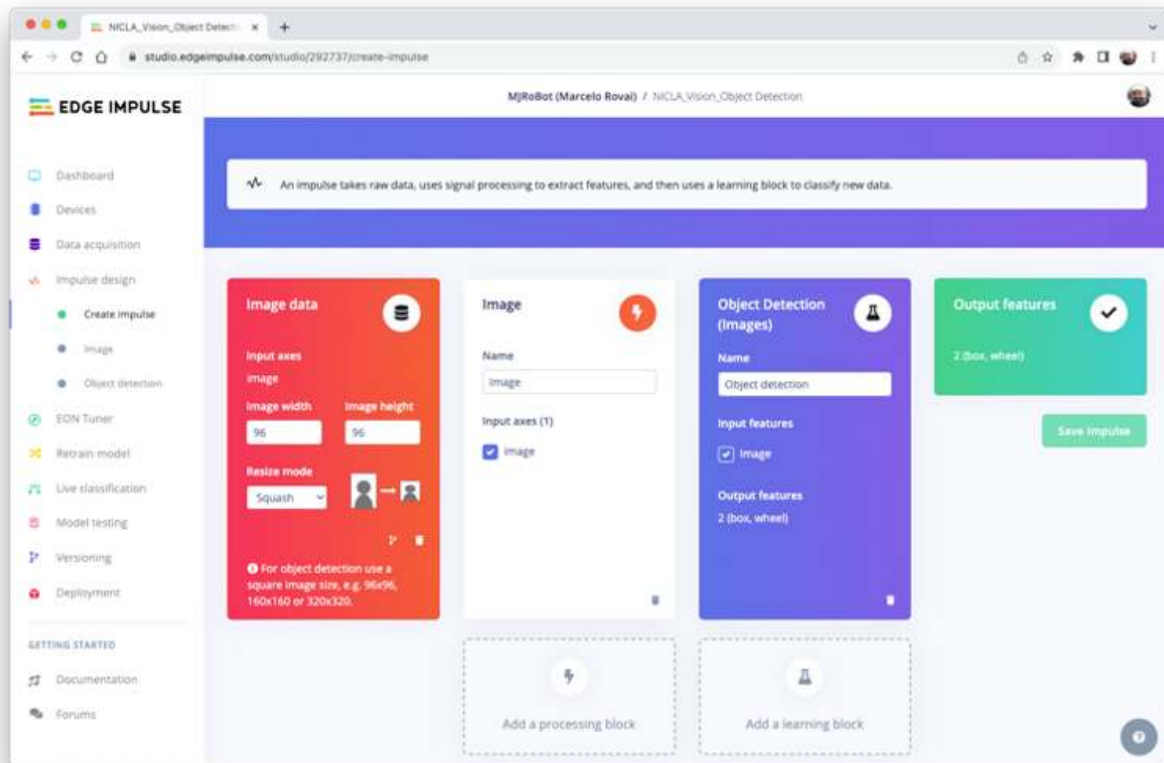 NICLA_Vision_Object Detecti
studio.edgeimpulse.com/studio/292737/create-impulse
EDGE IMPULSE
MJRoBot (Marcelo Rovai) / NICLA_Vision_Object Detection
An impulse takes raw data, uses signal processing to extract features, and then uses a learning block to classify new data.
Dashboard
Devices
Data acquisition
Impulse design
Create impulse
Image
Object detection
EON Tuner
Retrain model
Live classification
Model testing
Versioning
Deployment
GETTING STARTED
Documentation
Forums
Image data
Input axes
image
Image width
Image height
96
96
Resize mode
Squash
For object detection use a
square image size, e.g. 96x96,
160x160 or 320x320.
Image
Name
Image
Input axes (1)
image
Add a processing block
Object Detection
(Images)
Name
Object detection
Input features
Image
Output features
2 (box, wheel)
Add a learning block
Output features
2 (box, wheel)
Save Impulse